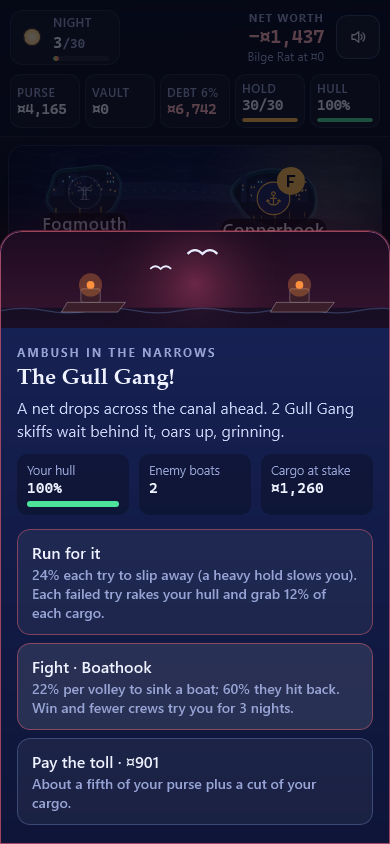 NIGHT
3/30
NET WORTH
−¤1,437
Bilge Rat at ¤0
PURSE
¤4,165
VAULT
¤0
DEBT 6%
¤6,742
HOLD
30/30
HULL
100%
F
Fogmouth
Copperhook
AMBUSH IN THE NARROWS
The Gull Gang!
A net drops across the canal ahead. 2 Gull Gang
skiffs wait behind it, oars up, grinning.
Your hull
100%
Enemy boats
2
Cargo at stake
¤1,260
Run for it
24% each try to slip away (a heavy hold slows you).
Each failed try rakes your hull and grab 12% of
each cargo.
Fight · Boathook
22% per volley to sink a boat; 60% they hit back.
Win and fewer crews try you for 3 nights.
Pay the toll · ¤901
About a fifth of your purse plus a cut of your
cargo.